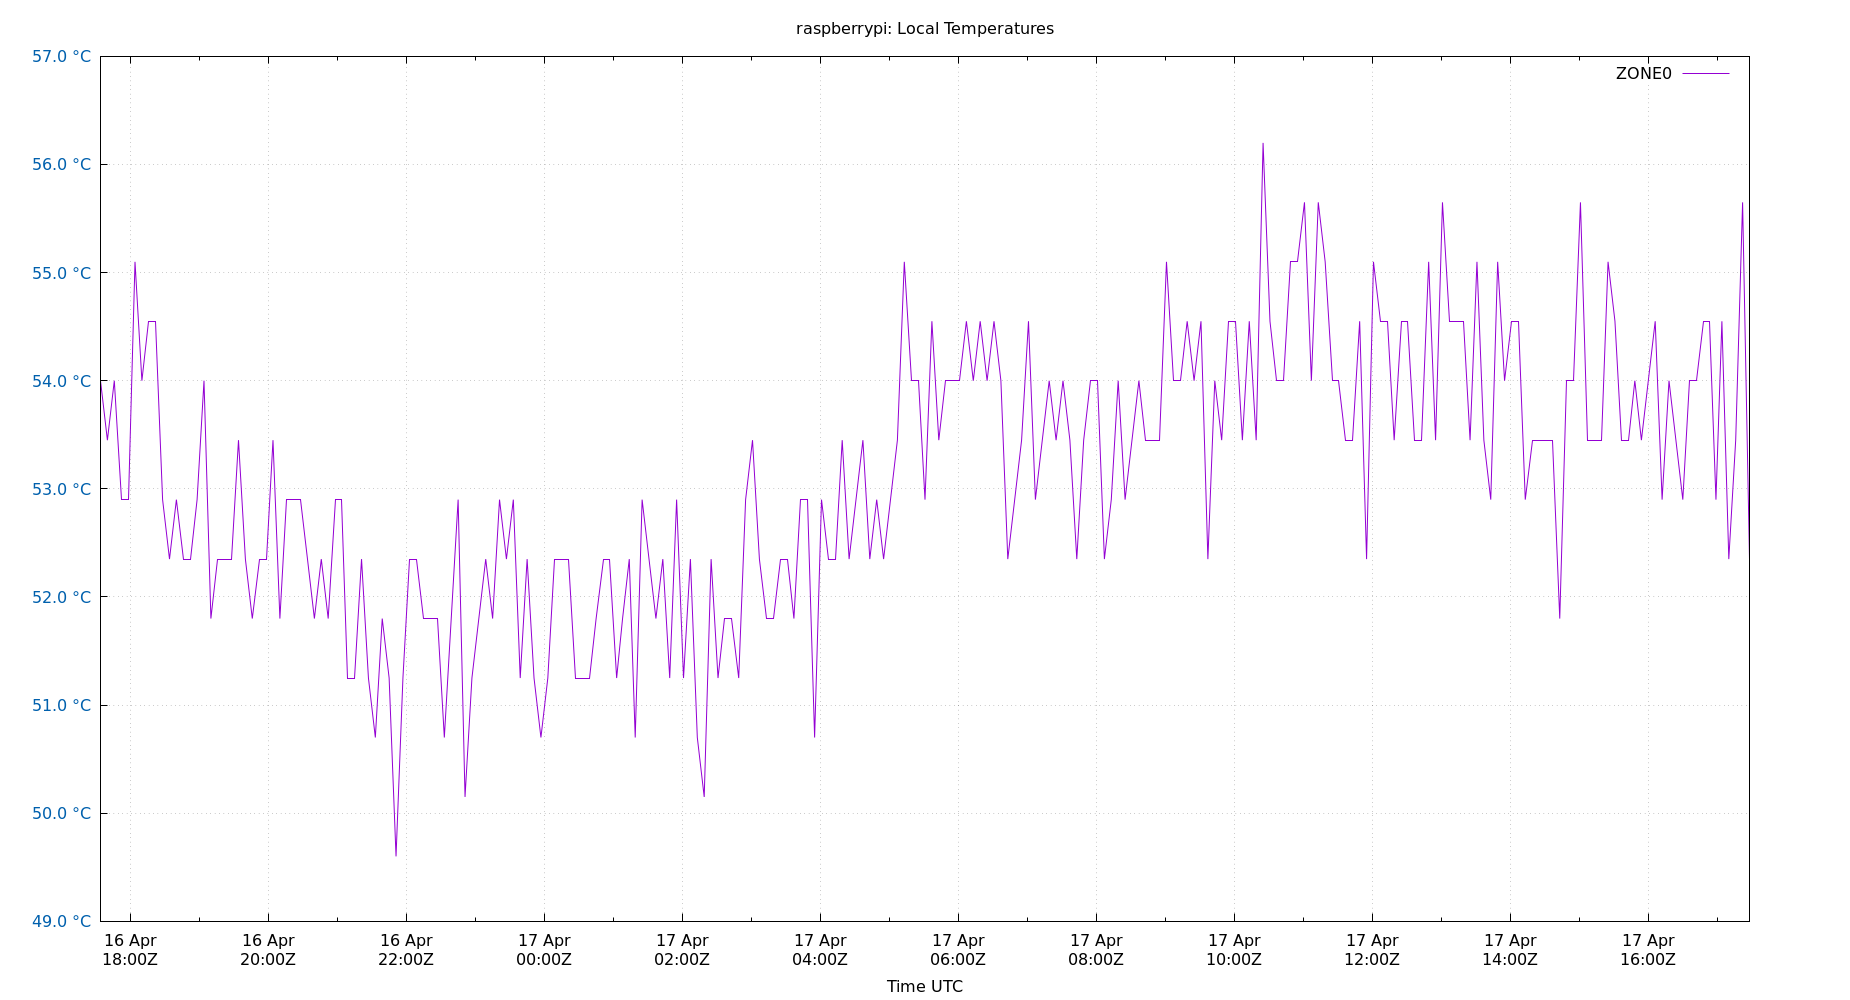 raspberrypi: Local Temperatures
ZONE0
57.0 °C
56.0 °C
55.0 °C
54.0 °C
53.0 °C
52.0 °C
51.0 °C
50.0 °C
49.0 °C
16 Apr 16 Apr 16 Apr 17 Apr 17 Apr 17 Apr 17 Apr 17 Apr 17 Apr 17 Apr 17 Apr 17 Apr
18:00Z 20:00Z 22:00Z 00:00Z 02:00Z 04:00Z 06:00Z 08:00Z 10:00Z 12:00Z 14:00Z 16:00Z
Time UTC